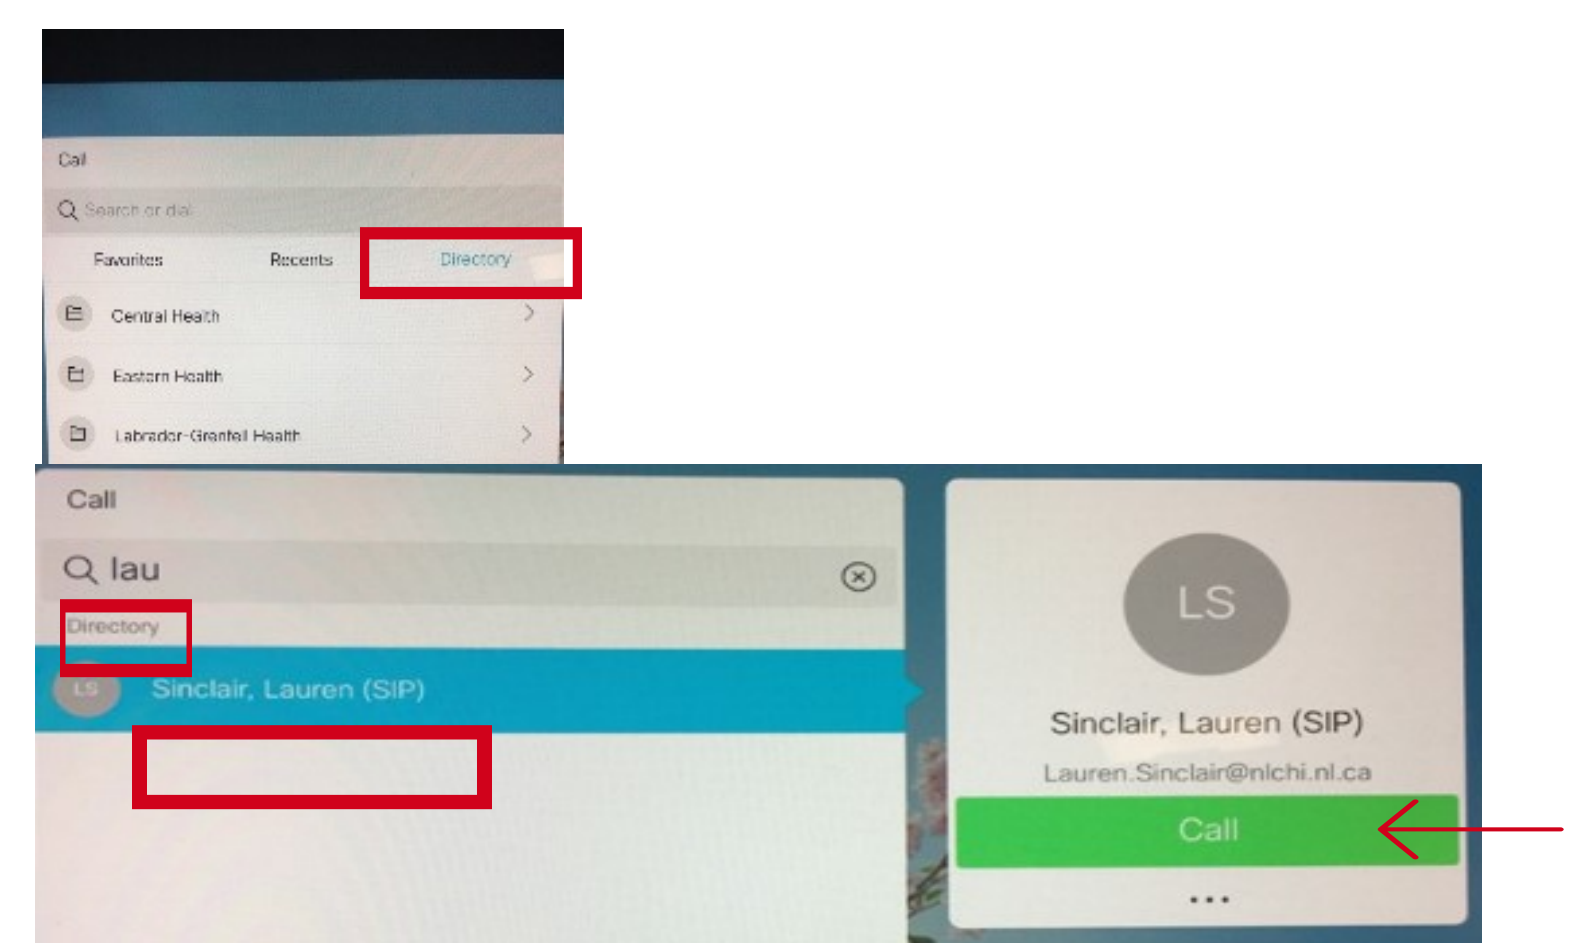 Call
Search or dial
Favorites Recents Directory
Central Health
Eastern Health
Labrador-Grenfell Health
Call
lau
Directory
LS Sinclair, Lauren (SIP)
LS
Sinclair, Lauren (SIP)
Lauren.Sinclair@nlchi.nl.ca
Call
...